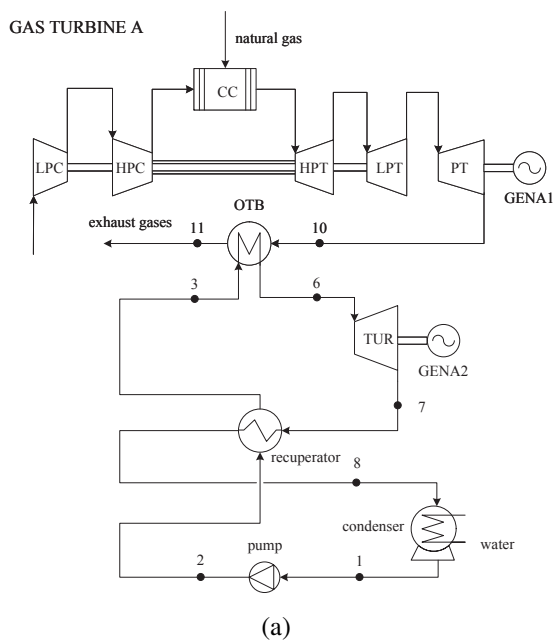 GAS TURBINE A
natural gas
CC
LPC
HPC
HPT
LPT
PT
GENA1
exhaust gases
11
OTB
10
3
6
TUR
GENA2
7
recuperator
8
condenser
water
pump
2
1
(a)